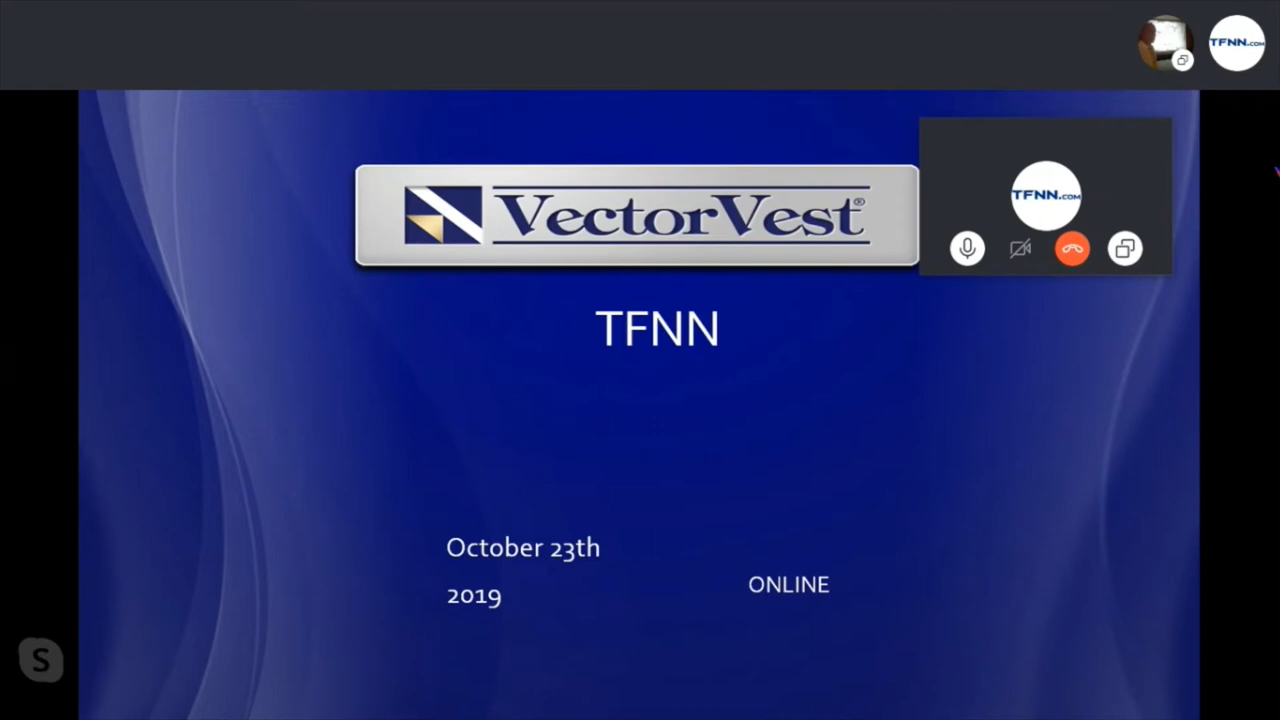 TFNN.COM
VectorVest®
TFNN.COM
TFNN
October 23th
2019
ONLINE
S